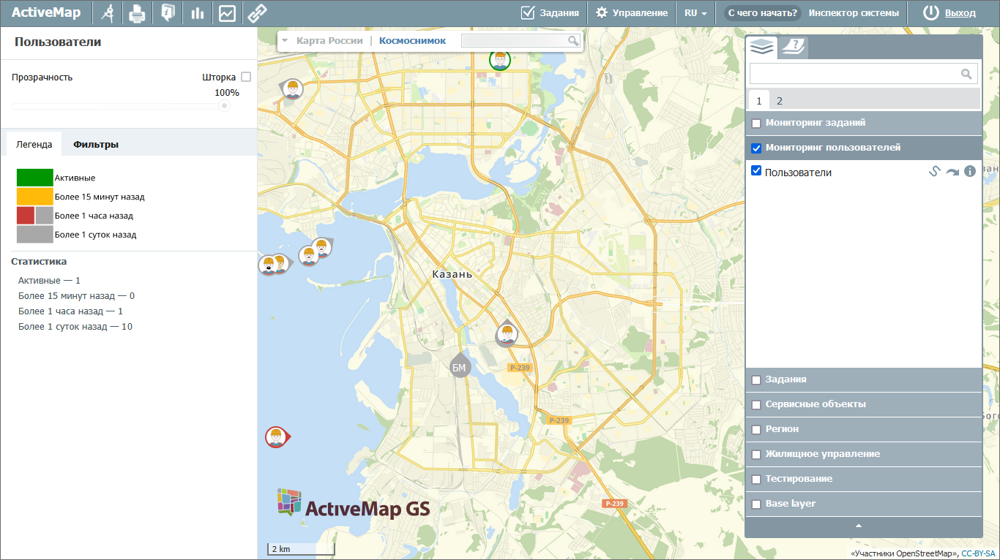 ActiveMap
Задания
Управление
RU
С чего начать?
Инспектор системы
Выход
Пользователи
Прозрачность
Шторка
100%
Легенда
Фильтры
Активные
Более 15 минут назад
Более 1 часа назад
Более 1 суток назад
Статистика
Активные — 1
Более 15 минут назад — 0
Более 1 часа назад — 1
Более 1 суток назад — 10
Карта России | Космоснимок
Казань
БМ
Р-239
Р-239
Р-239
ActiveMap GS
2 km
1
2
Мониторинг заданий
Мониторинг пользователей
Пользователи
Задания
Сервисные объекты
Регион
Жилищное управление
Тестирование
Base layer
«Участники OpenStreetMap», CC-BY-SA